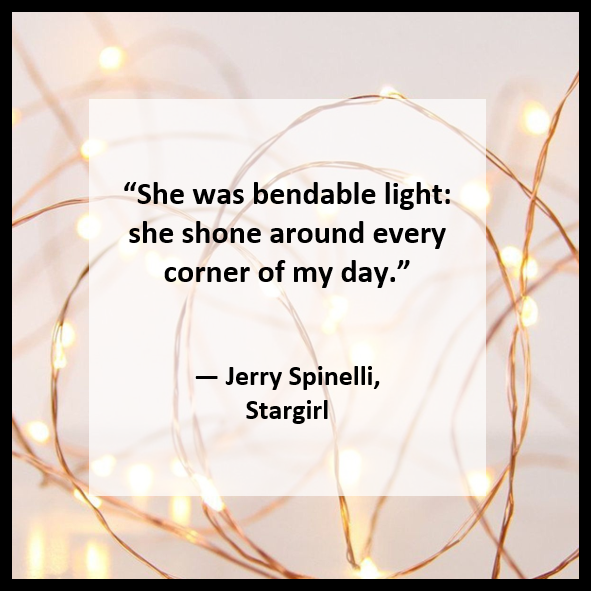 “She was bendable light:
she shone around every
corner of my day.”
— Jerry Spinelli,
Stargirl